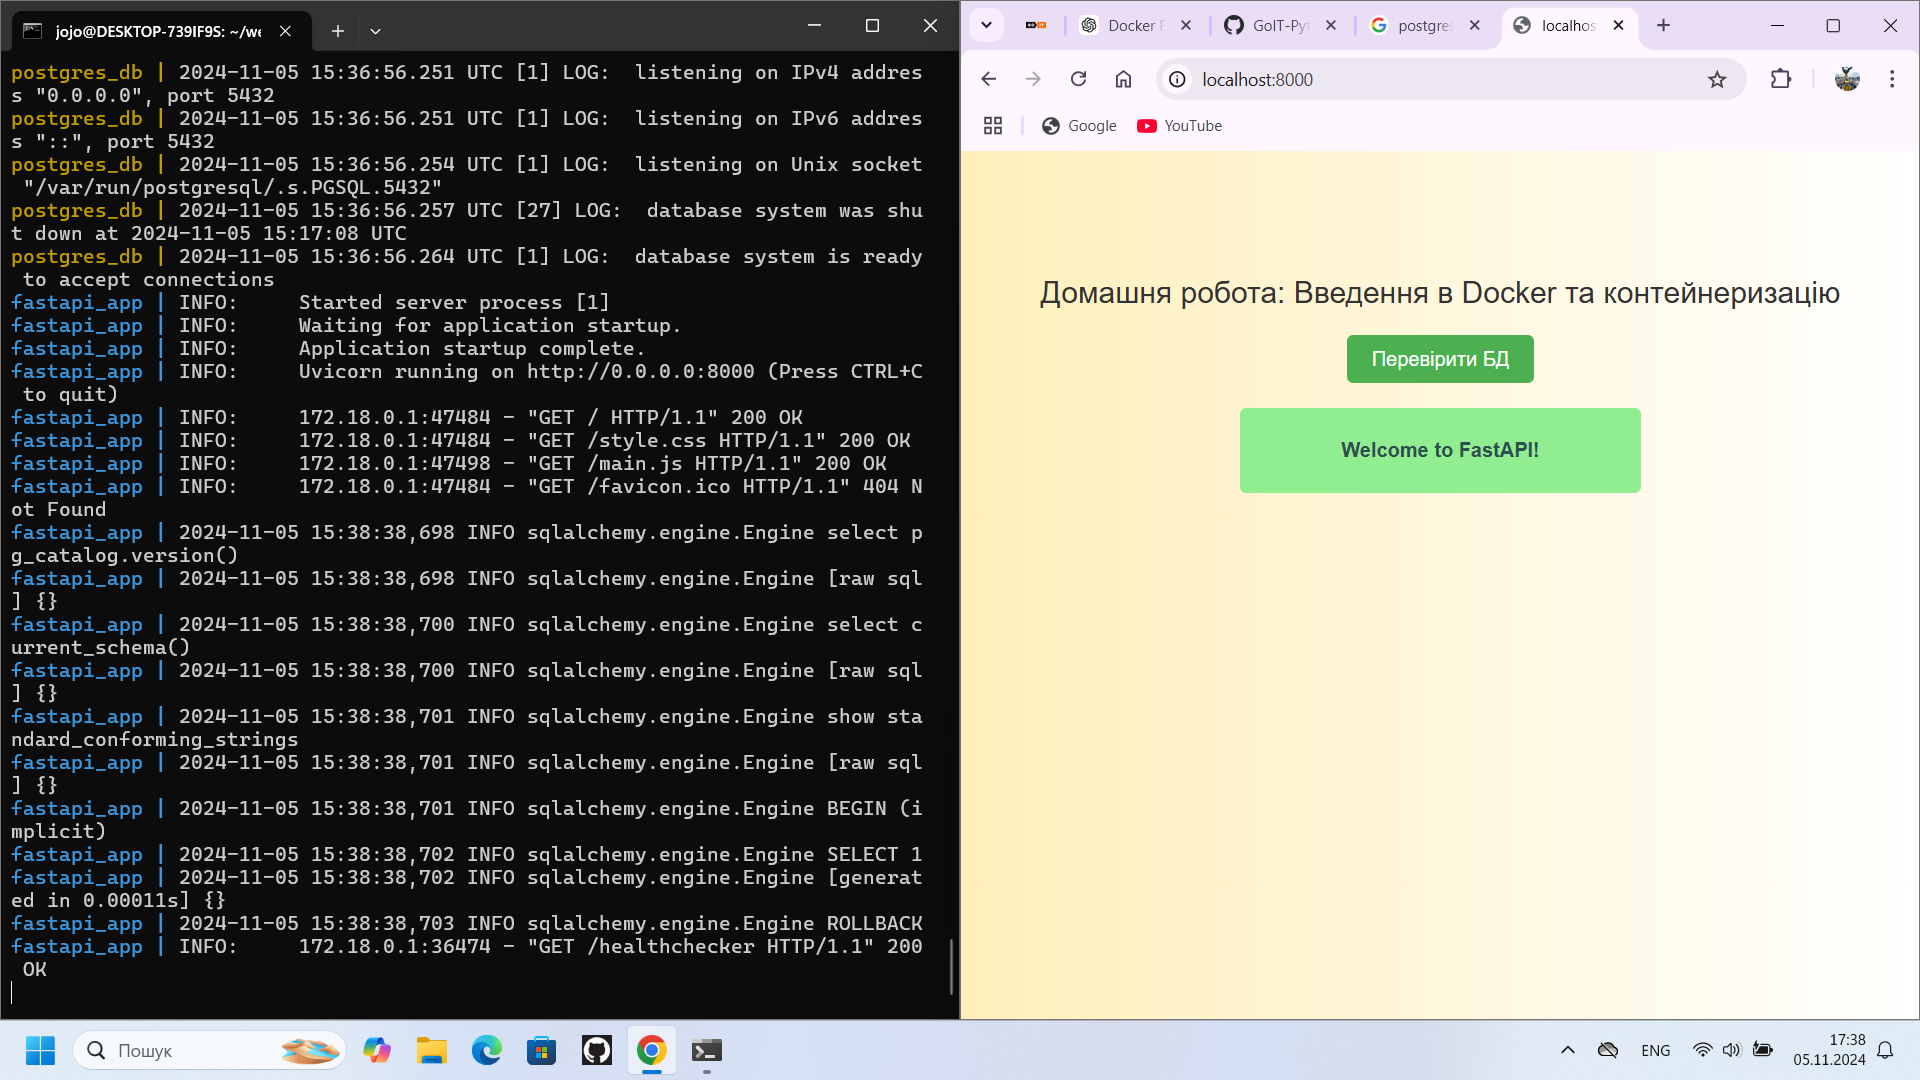 jojo@DESKTOP-739IF9S: ~/we
postgres_db | 2024-11-05 15:36:56.251 UTC [1] LOG:  listening on IPv4 addres
s "0.0.0.0", port 5432
postgres_db | 2024-11-05 15:36:56.251 UTC [1] LOG:  listening on IPv6 addres
s "::", port 5432
postgres_db | 2024-11-05 15:36:56.254 UTC [1] LOG:  listening on Unix socket
 "/var/run/postgresql/.s.PGSQL.5432"
postgres_db | 2024-11-05 15:36:56.257 UTC [27] LOG:  database system was shu
t down at 2024-11-05 15:17:08 UTC
postgres_db | 2024-11-05 15:36:56.264 UTC [1] LOG:  database system is ready
 to accept connections
fastapi_app | INFO:     Started server process [1]
fastapi_app | INFO:     Waiting for application startup.
fastapi_app | INFO:     Application startup complete.
fastapi_app | INFO:     Uvicorn running on http://0.0.0.0:8000 (Press CTRL+C
 to quit)
fastapi_app | INFO:     172.18.0.1:47484 - "GET / HTTP/1.1" 200 OK
fastapi_app | INFO:     172.18.0.1:47484 - "GET /style.css HTTP/1.1" 200 OK
fastapi_app | INFO:     172.18.0.1:47498 - "GET /main.js HTTP/1.1" 200 OK
fastapi_app | INFO:     172.18.0.1:47484 - "GET /favicon.ico HTTP/1.1" 404 N
ot Found
fastapi_app | 2024-11-05 15:38:38,698 INFO sqlalchemy.engine.Engine select p
g_catalog.version()
fastapi_app | 2024-11-05 15:38:38,698 INFO sqlalchemy.engine.Engine [raw sql
] {}
fastapi_app | 2024-11-05 15:38:38,700 INFO sqlalchemy.engine.Engine select c
urrent_schema()
fastapi_app | 2024-11-05 15:38:38,700 INFO sqlalchemy.engine.Engine [raw sql
] {}
fastapi_app | 2024-11-05 15:38:38,701 INFO sqlalchemy.engine.Engine show sta
ndard_conforming_strings
fastapi_app | 2024-11-05 15:38:38,701 INFO sqlalchemy.engine.Engine [raw sql
] {}
fastapi_app | 2024-11-05 15:38:38,701 INFO sqlalchemy.engine.Engine BEGIN (i
mplicit)
fastapi_app | 2024-11-05 15:38:38,702 INFO sqlalchemy.engine.Engine SELECT 1
fastapi_app | 2024-11-05 15:38:38,702 INFO sqlalchemy.engine.Engine [generat
ed in 0.00011s] {}
fastapi_app | 2024-11-05 15:38:38,703 INFO sqlalchemy.engine.Engine ROLLBACK
fastapi_app | INFO:     172.18.0.1:36474 - "GET /healthchecker HTTP/1.1" 200
 OK
Docker GoIT-Pyt postgres localhos
localhost:8000
Google YouTube
Домашня робота: Введення в Docker та контейнеризацію
Перевірити БД
Welcome to FastAPI!
Пошук
ENG
17:38
05.11.2024